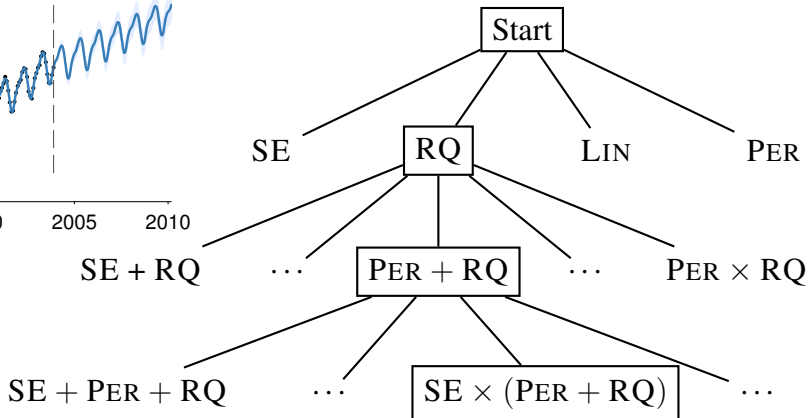 Start
SE RQ LIN PER
0 2005 2010
SE + RQ ... PER + RQ ... PER × RQ
SE + PER + RQ ... SE × (PER + RQ) ...